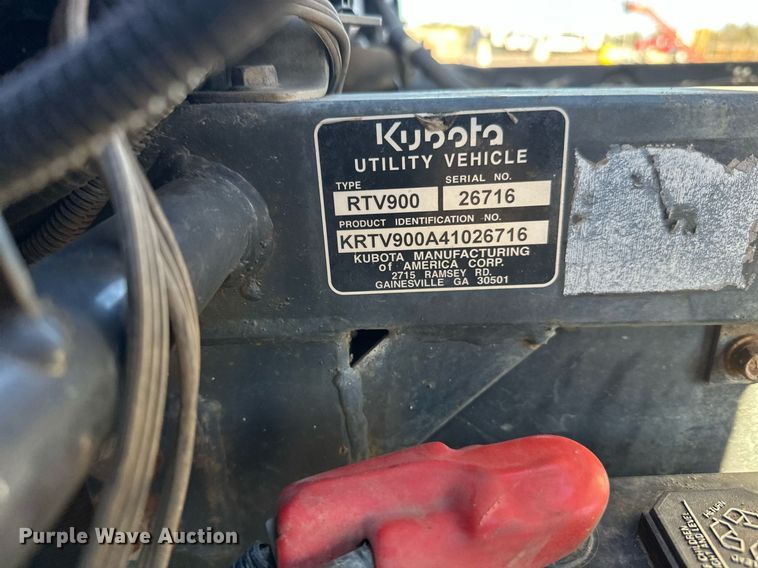 Kubota
UTILITY VEHICLE
TYPE SERIAL NO.
RTV900 26716
PRODUCT IDENTIFICATION NO.
KRTV900A41026716
KUBOTA MANUFACTURING
of AMERICA CORP.
2715 RAMSEY RD.
GAINESVILLE GA 30501
Purple Wave Auction